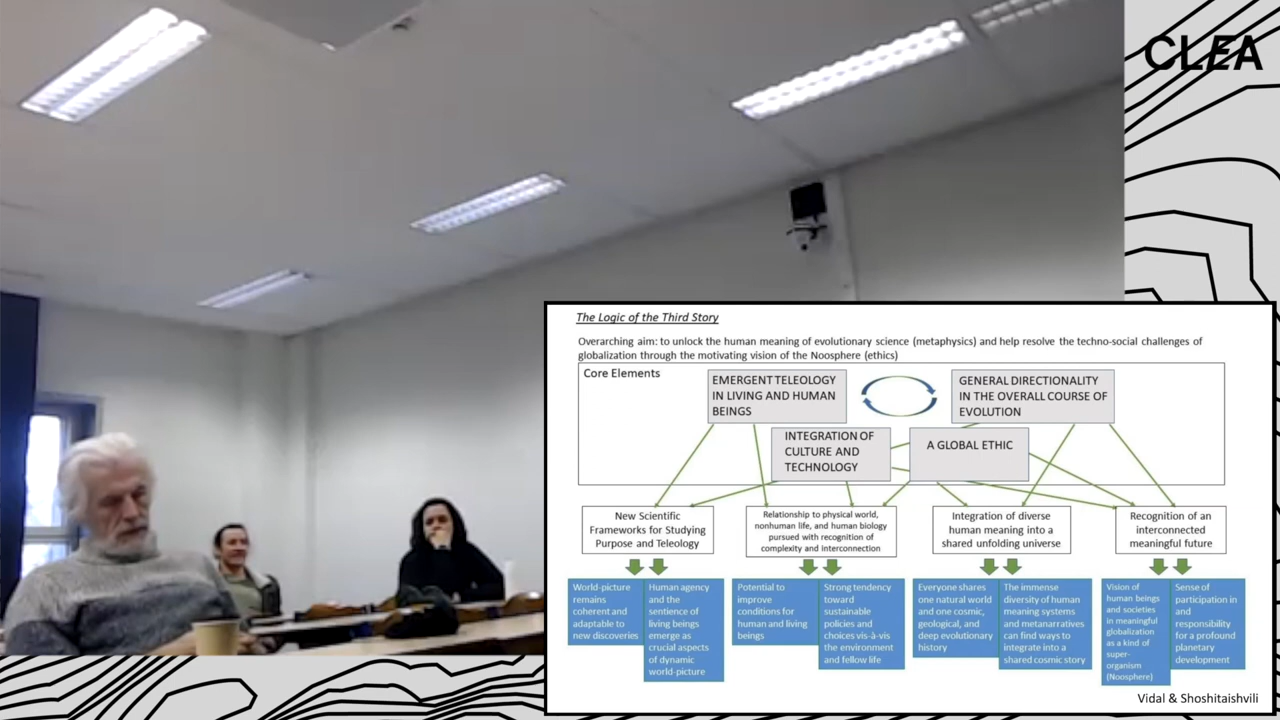 CLEA
The Logic of the Third Story
Overarching aim: to unlock the human meaning of evolutionary science (metaphysics) and help resolve the techno-social challenges of
globalization through the motivating vision of the Noosphere (ethics)
Core Elements
EMERGENT TELEOLOGY
IN LIVING AND HUMAN
BEINGS
GENERAL DIRECTIONALITY
IN THE OVERALL COURSE OF
EVOLUTION
INTEGRATION OF
CULTURE AND
TECHNOLOGY
A GLOBAL ETHIC
New Scientific
Frameworks for Studying
Purpose and Teleology
Relationship to physical world,
nonhuman life, and human biology
pursued with recognition of
complexity and interconnection
Integration of diverse
human meaning into a
shared unfolding universe
Recognition of an
interconnected
meaningful future
World-picture
remains
coherent and
adaptable to
new discoveries
Human agency
and the
sentience of
living beings
emerge as
crucial aspects
of dynamic
world-picture
Potential to
improve
conditions for
human and living
beings
Strong tendency
toward
sustainable
policies and
choices vis-à-vis
the environment
and fellow life
Everyone shares
one natural world
and one cosmic,
geological, and
deep evolutionary
history
The immense
diversity of human
meaning systems
and metanarratives
can find ways to
integrate into a
shared cosmic story
Vision of
human beings
and societies
in meaningful
globalization
as a kind of
super-
organism
(Noosphere)
Sense of
participation in
and
responsibility
for a profound
planetary
development
Vidal & Shoshitaishvili